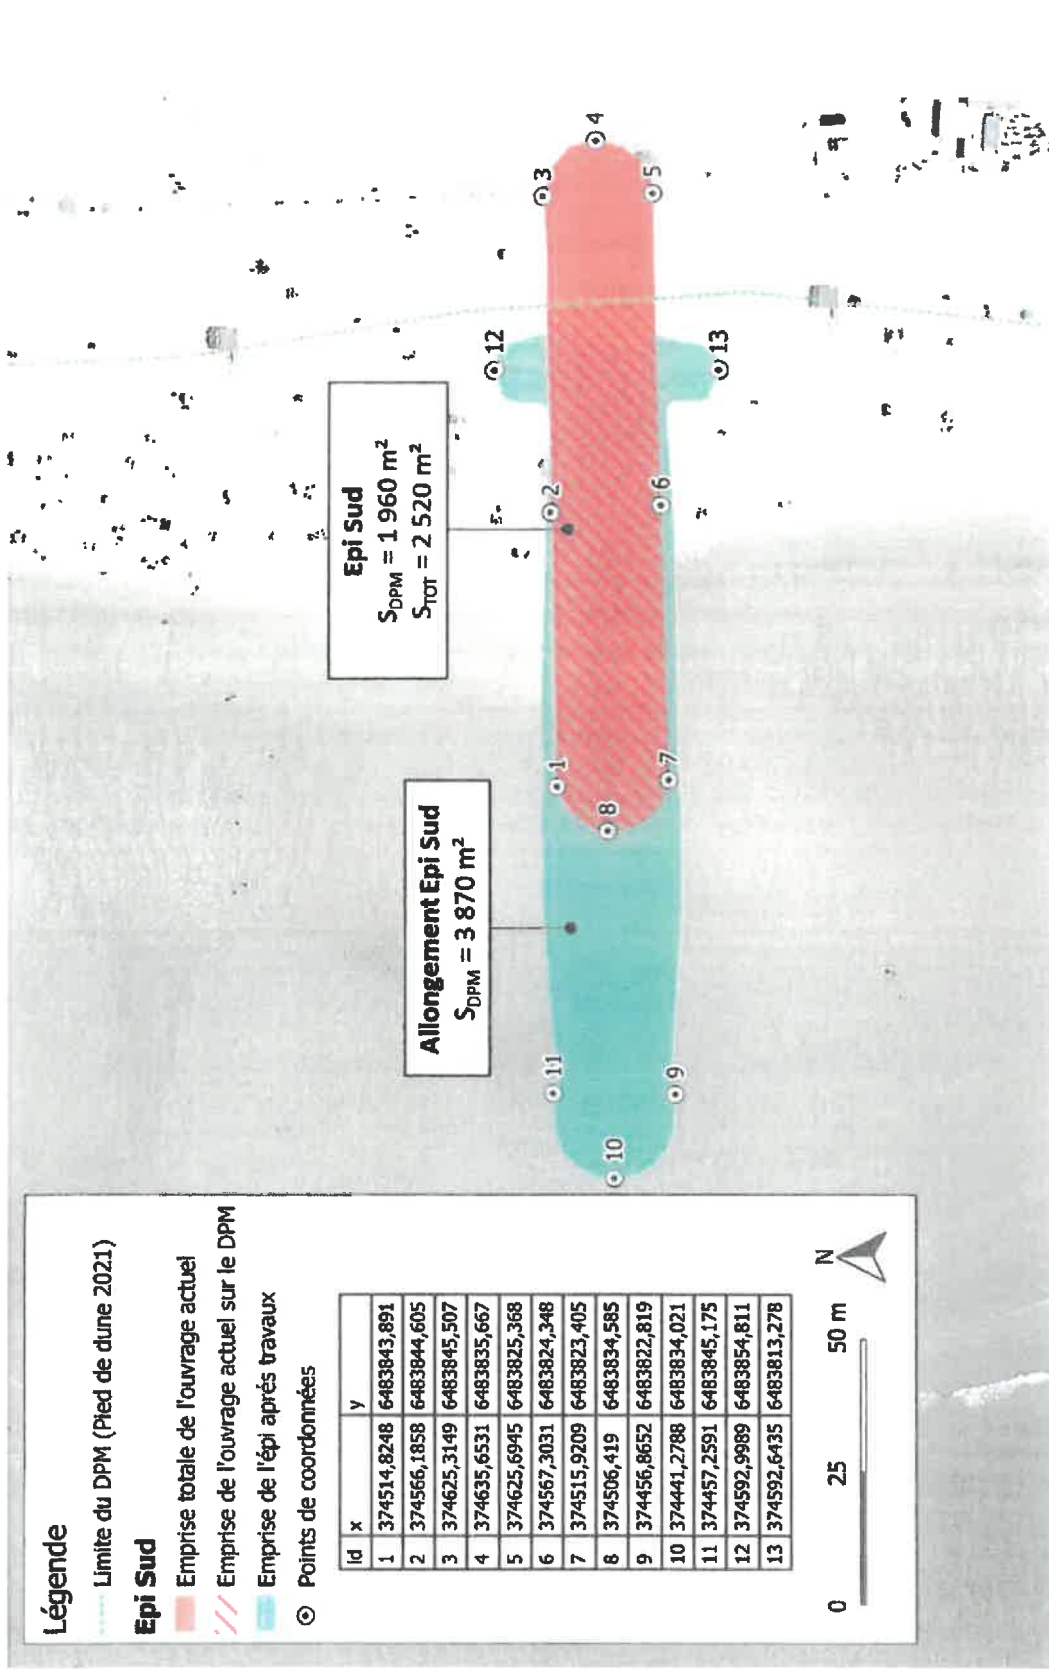 Légende
Limite du DPM (Pied de dune 2021)
Epi Sud
Emprise totale de l'ouvrage actuel
Emprise de l'ouvrage actuel sur le DPM
Emprise de l'épi aprés travaux
Points de coordonnées
Id x y
1 374514,8248 6483843,891
2 374566,1858 6483844,605
3 374625,3149 6483845,507
4 374635,6531 6483835,667
5 374625,6945 6483825,368
6 374567,3031 6483824,348
7 374515,9209 6483823,405
8 374506,419 6483834,585
9 374456,8652 6483822,819
10 374441,2788 6483834,021
11 374457,2591 6483845,175
12 374592,9989 6483854,811
13 374592,6435 6483813,278
0 25 50 m
N
Allongement Epi Sud
SDPM = 3 870 m²
Epi Sud
SDPM = 1 960 m²
STOT = 2 520 m²
11
10
9
1
8
7
2
6
12
13
3
4
5